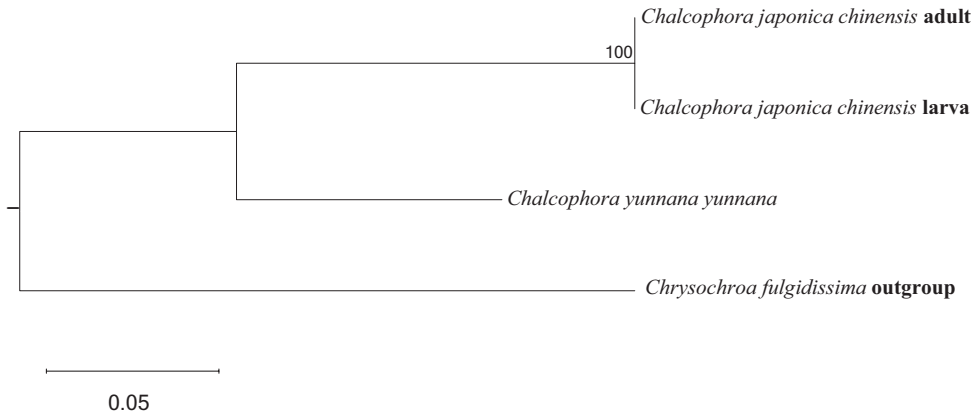 Chalcophora japonica chinensis adult
100
Chalcophora japonica chinensis larva
Chalcophora yunnana yunnana
Chrysochroa fulgidissima outgroup
0.05